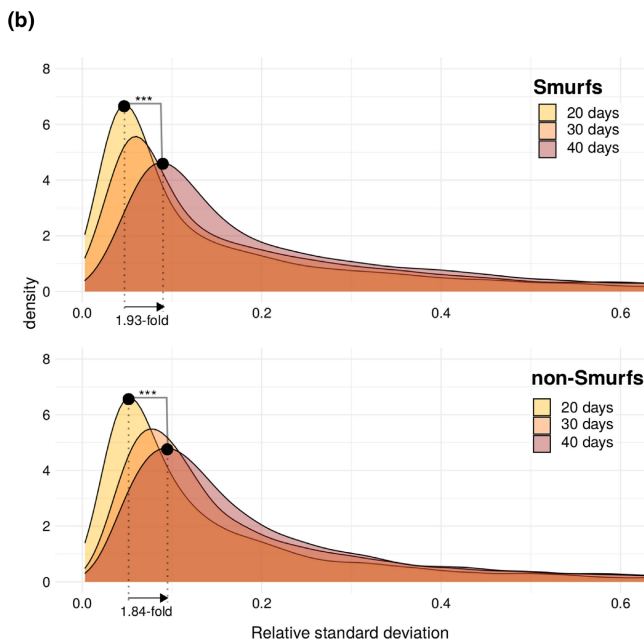 (b)
Smurfs
20 days
30 days
40 days
8
6
4
2
0
***
0.0
0.2
0.4
0.6
1.93-fold
density
non-Smurfs
20 days
30 days
40 days
8
6
4
2
0
***
0.0
0.2
0.4
0.6
1.84-fold
Relative standard deviation